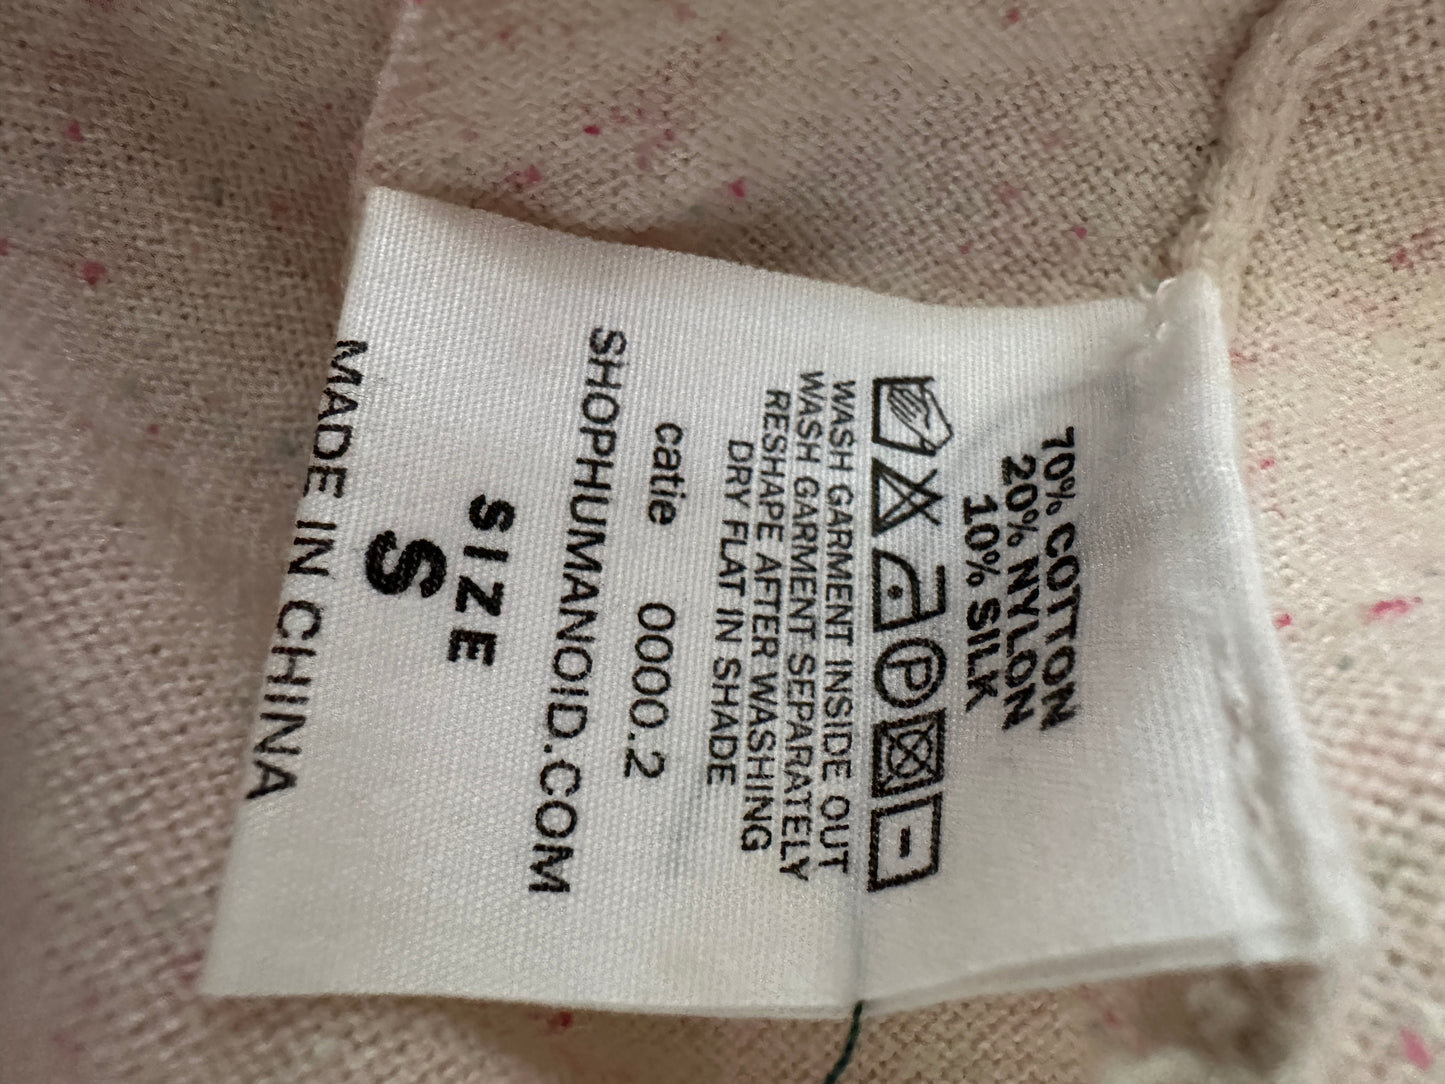 70% COTTON
20% NYLON
10% SILK
P
WASH GARMENT INSIDE OUT
WASH GARMENT SEPARATELY
RESHAPE AFTER WASHING
DRY FLAT IN SHADE
catie 0000.2
SHOPHUMANOID.COM
SIZE
S
MADE IN CHINA